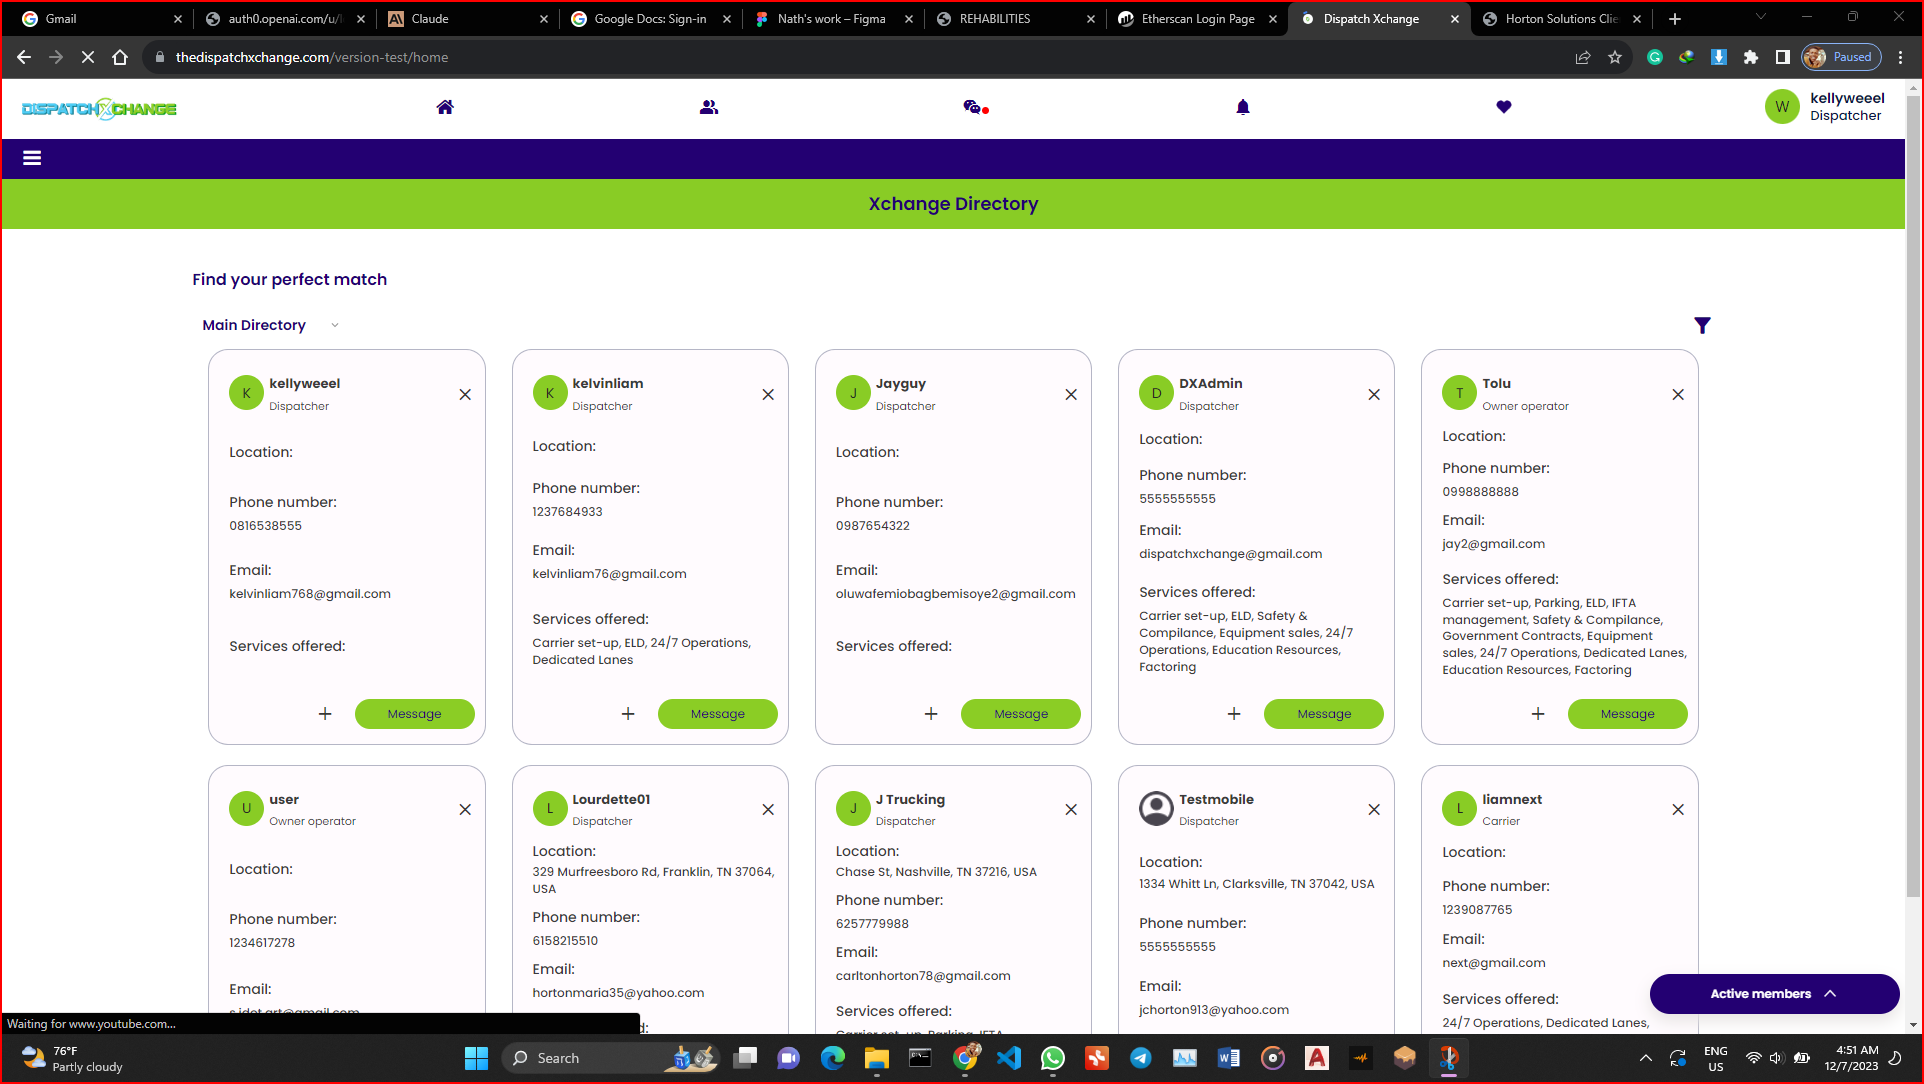 Gmail
auth0.openai.com/u/l
Claude
Google Docs: Sign-in
Nath's work – Figma
REHABILITIES
Etherscan Login Page
Dispatch Xchange
Horton Solutions Clie
thedispatchxchange.com/version-test/home
Paused
DISPATCHXCHANGE
W
kellyweeel
Dispatcher
Xchange Directory
Find your perfect match
Main Directory
K
kellyweeel
Dispatcher
Location:
Phone number:
0816538555
Email:
kelvinliam768@gmail.com
Services offered:
Message
K
kelvinliam
Dispatcher
Location:
Phone number:
1237684933
Email:
kelvinliam76@gmail.com
Services offered:
Carrier set-up, ELD, 24/7 Operations,
Dedicated Lanes
Message
J
Jayguy
Dispatcher
Location:
Phone number:
0987654322
Email:
oluwafemiobagbemisoye2@gmail.com
Services offered:
Message
D
DXAdmin
Dispatcher
Location:
Phone number:
5555555555
Email:
dispatchxchange@gmail.com
Services offered:
Carrier set-up, ELD, Safety &
Compilance, Equipment sales, 24/7
Operations, Education Resources,
Factoring
Message
T
Tolu
Owner operator
Location:
Phone number:
0998888888
Email:
jay2@gmail.com
Services offered:
Carrier set-up, Parking, ELD, IFTA
management, Safety & Compilance,
Government Contracts, Equipment
sales, 24/7 Operations, Dedicated Lanes,
Education Resources, Factoring
Message
U
user
Owner operator
Location:
Phone number:
1234617278
Email:
s.idot.art@gmail.com
L
Lourdette01
Dispatcher
Location:
329 Murfreesboro Rd, Franklin, TN 37064,
USA
Phone number:
6158215510
Email:
hortonmaria35@yahoo.com
d:
J
J Trucking
Dispatcher
Location:
Chase St, Nashville, TN 37216, USA
Phone number:
6257779988
Email:
carltonhorton78@gmail.com
Services offered:
Carrier set-up, Parking, IFTA
Testmobile
Dispatcher
Location:
1334 Whitt Ln, Clarksville, TN 37042, USA
Phone number:
5555555555
Email:
jchorton913@yahoo.com
L
liamnext
Carrier
Location:
Phone number:
1239087765
Email:
next@gmail.com
Services offered:
24/7 Operations, Dedicated Lanes,
Active members
Waiting for www.youtube.com...
76°F
Partly cloudy
Search
ENG
US
4:51 AM
12/7/2023